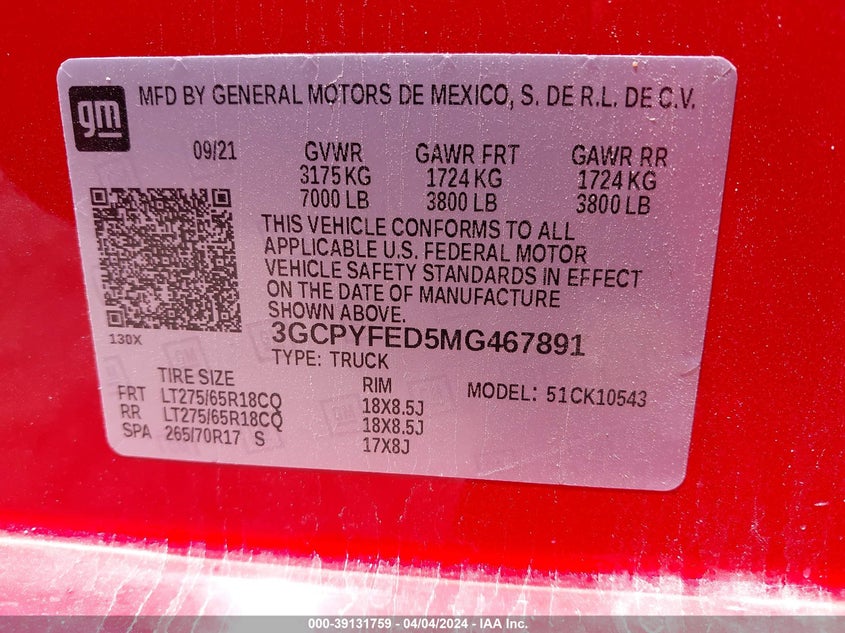 gm
MFD BY GENERAL MOTORS DE MEXICO, S. DE R.L. DE C.V.
09/21 GVWR GAWR FRT GAWR RR
3175 KG 1724 KG 1724 KG
7000 LB 3800 LB 3800 LB
THIS VEHICLE CONFORMS TO ALL
APPLICABLE U.S. FEDERAL MOTOR
VEHICLE SAFETY STANDARDS IN EFFECT
ON THE DATE OF MANUFACTURE
SHOWN ABOVE.
130X
3GCPYFED5MG467891
TYPE: TRUCK
TIRE SIZE RIM MODEL: 51CK10543
FRT LT275/65R18CQ 18X8.5J
RR LT275/65R18CQ 18X8.5J
SPA 265/70R17 S 17X8J
000-39131759 - 04/04/2024 - IAA Inc.